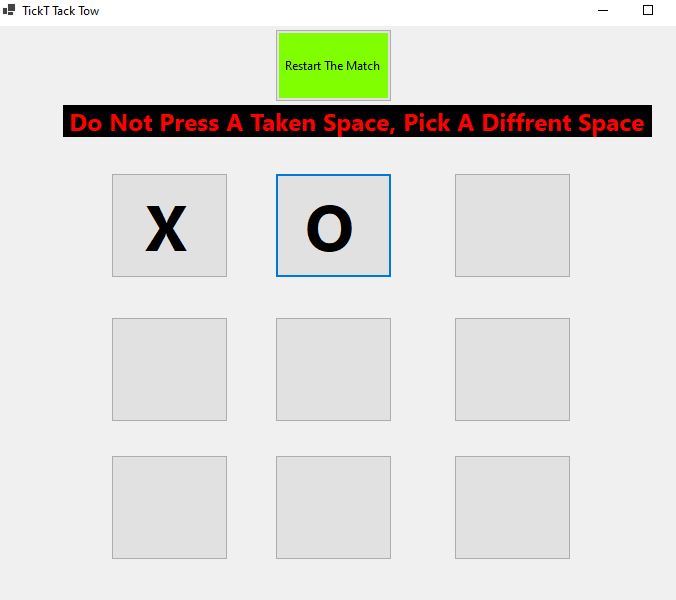 TickT Tack Tow
Restart The Match
Do Not Press A Taken Space, Pick A Diffrent Space
X O